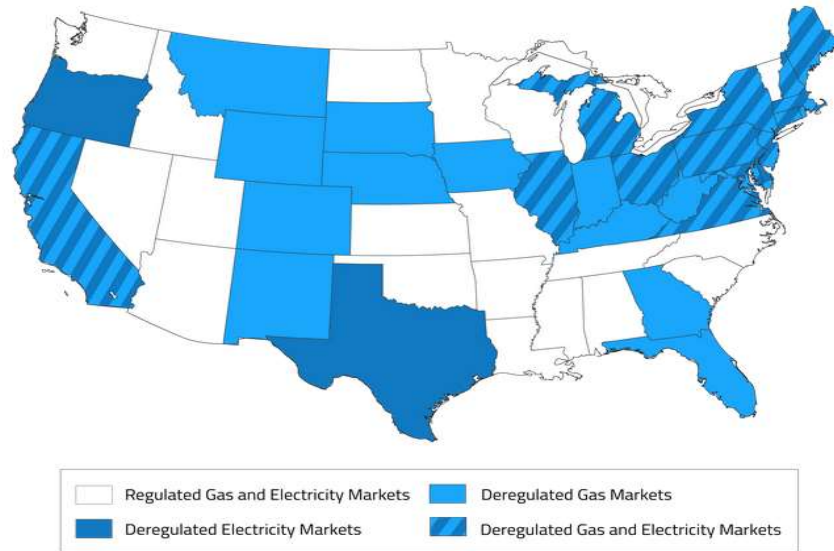 Regulated Gas and Electricity Markets
Deregulated Gas Markets
Deregulated Electricity Markets
Deregulated Gas and Electricity Markets